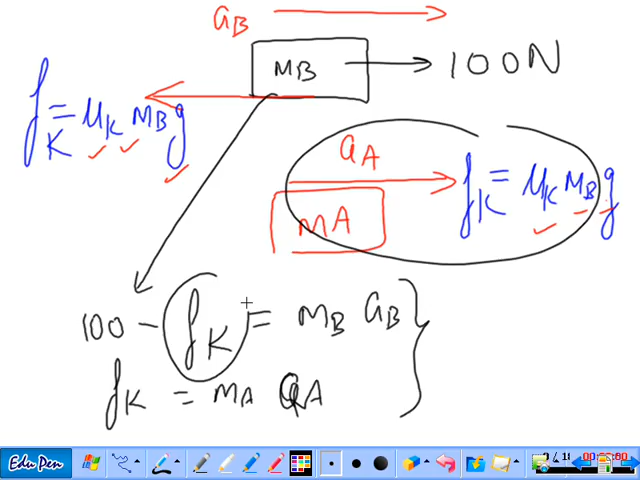 aB
MB → 100N
fK = μK MB g
aA
fK = μK MB g
MA
100 - fK = MB aB
fK = MA aA
Edu Pen